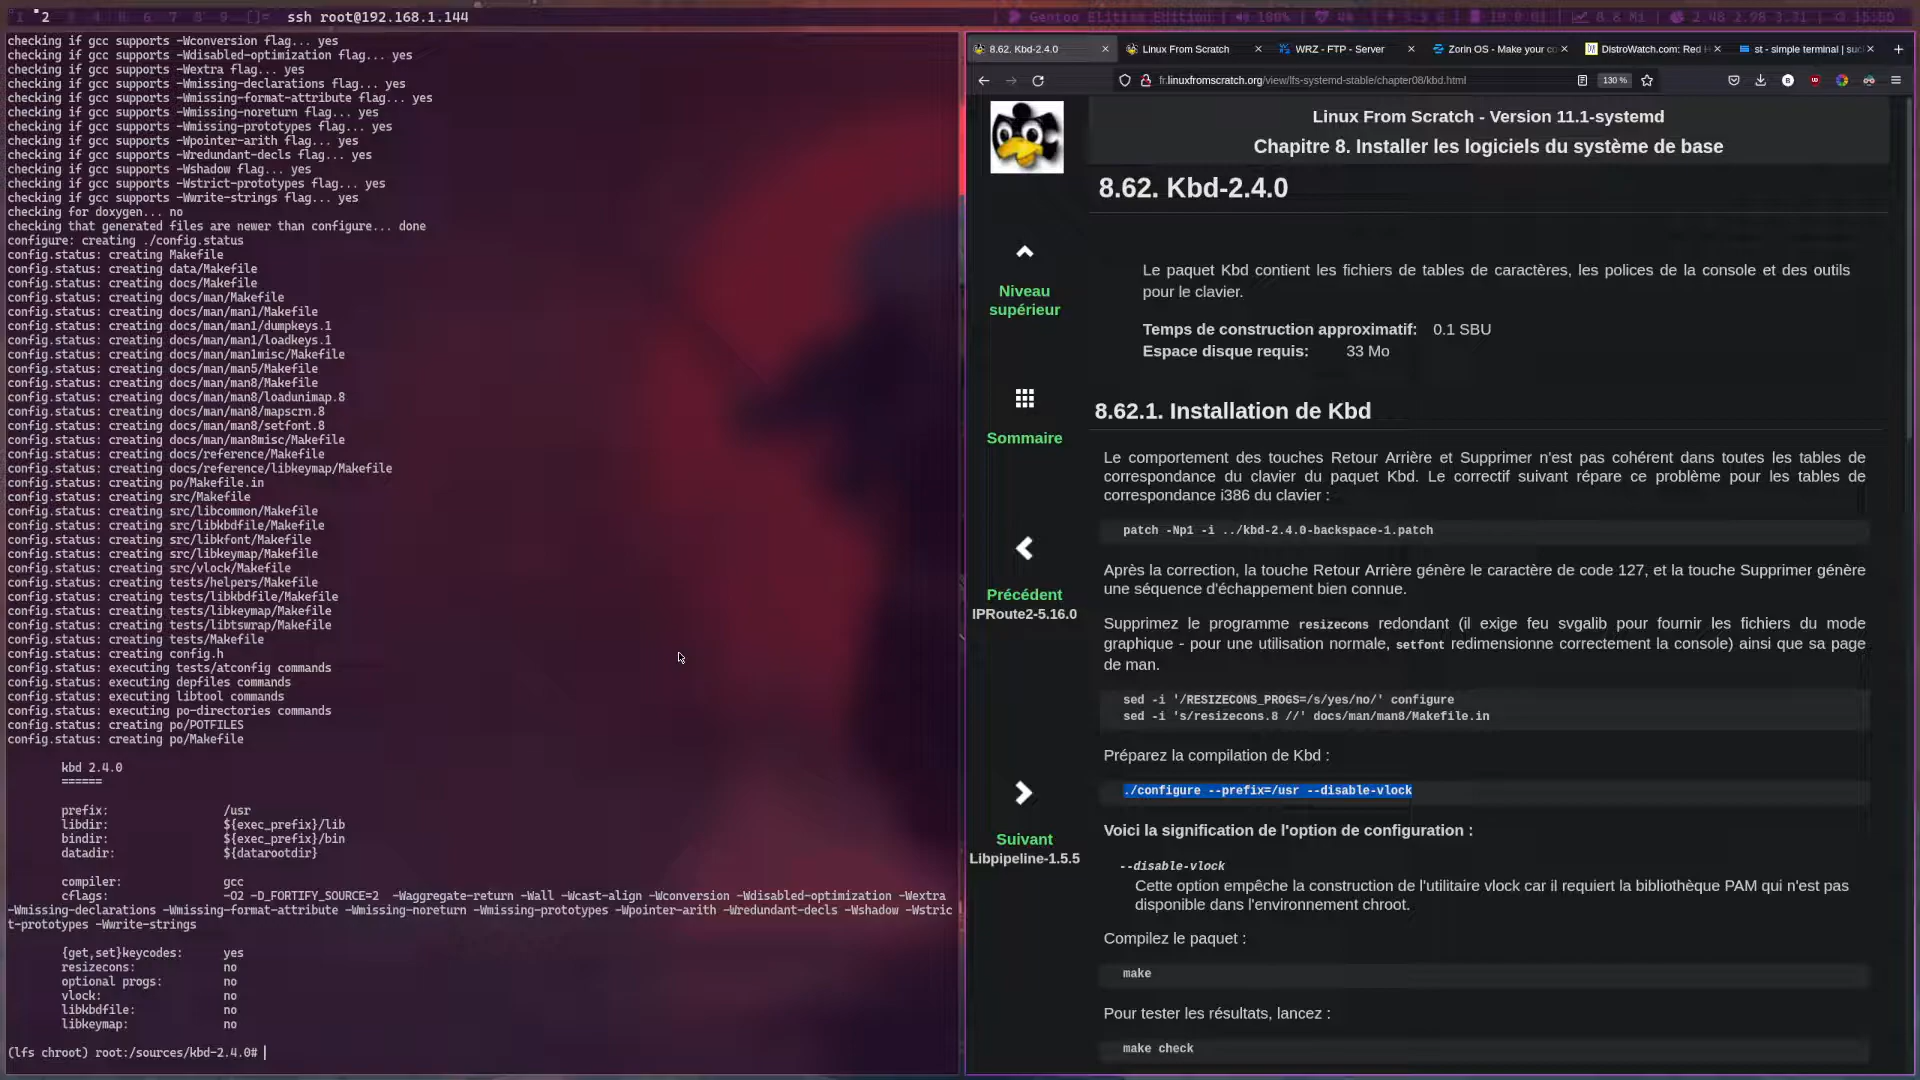 2
ssh root@192.168.1.144
Gentoo ELitism Edition
checking if gcc supports -Wconversion flag... yes
checking if gcc supports -Wdisabled-optimization flag... yes
checking if gcc supports -Wextra flag... yes
checking if gcc supports -Wmissing-declarations flag... yes
checking if gcc supports -Wmissing-format-attribute flag... yes
checking if gcc supports -Wmissing-noreturn flag... yes
checking if gcc supports -Wmissing-prototypes flag... yes
checking if gcc supports -Wpointer-arith flag... yes
checking if gcc supports -Wredundant-decls flag... yes
checking if gcc supports -Wshadow flag... yes
checking if gcc supports -Wstrict-prototypes flag... yes
checking if gcc supports -Wwrite-strings flag... yes
checking for doxygen... no
checking that generated files are newer than configure... done
configure: creating ./config.status
config.status: creating Makefile
config.status: creating data/Makefile
config.status: creating docs/Makefile
config.status: creating docs/man/Makefile
config.status: creating docs/man/man1/Makefile
config.status: creating docs/man/man1/dumpkeys.1
config.status: creating docs/man/man1/loadkeys.1
config.status: creating docs/man/man1misc/Makefile
config.status: creating docs/man/man5/Makefile
config.status: creating docs/man/man8/Makefile
config.status: creating docs/man/man8/loadunimap.8
config.status: creating docs/man/man8/mapscrn.8
config.status: creating docs/man/man8/setfont.8
config.status: creating docs/man/man8misc/Makefile
config.status: creating docs/reference/Makefile
config.status: creating docs/reference/libkeymap/Makefile
config.status: creating po/Makefile.in
config.status: creating src/Makefile
config.status: creating src/libcommon/Makefile
config.status: creating src/libkbdfile/Makefile
config.status: creating src/libkfont/Makefile
config.status: creating src/libkeymap/Makefile
config.status: creating src/vlock/Makefile
config.status: creating tests/helpers/Makefile
config.status: creating tests/libkbdfile/Makefile
config.status: creating tests/libkeymap/Makefile
config.status: creating tests/libtswrap/Makefile
config.status: creating tests/Makefile
config.status: creating config.h
config.status: executing tests/atconfig commands
config.status: executing depfiles commands
config.status: executing libtool commands
config.status: executing po-directories commands
config.status: creating po/POTFILES
config.status: creating po/Makefile
kbd 2.4.0
======
prefix: /usr
libdir: ${exec_prefix}/lib
bindir: ${exec_prefix}/bin
datadir: ${datarootdir}
compiler: gcc
cflags: -O2 -D_FORTIFY_SOURCE=2 -Waggregate-return -Wall -Wcast-align -Wconversion -Wdisabled-optimization -Wextra
-Wmissing-declarations -Wmissing-format-attribute -Wmissing-noreturn -Wmissing-prototypes -Wpointer-arith -Wredundant-decls -Wshadow -Wstric
t-prototypes -Wwrite-strings
{get,set}keycodes: yes
resizecons: no
optional progs: no
vlock: no
libkbdfile: no
libkeymap: no
(lfs chroot) root:/sources/kbd-2.4.0#
8.62. Kbd-2.4.0
Linux From Scratch
WRZ - FTP - Server
Zorin OS - Make your co
DistroWatch.com: Red
st - simple terminal | suc
fr.linuxfromscratch.org/view/lfs-systemd-stable/chapter08/kbd.html
130 %
Linux From Scratch - Version 11.1-systemd
Chapitre 8. Installer les logiciels du système de base
8.62. Kbd-2.4.0
Niveau
supérieur
Sommaire
Précédent
IPRoute2-5.16.0
Suivant
Libpipeline-1.5.5
Le paquet Kbd contient les fichiers de tables de caractères, les polices de la console et des outils
pour le clavier.
Temps de construction approximatif: 0.1 SBU
Espace disque requis: 33 Mo
8.62.1. Installation de Kbd
Le comportement des touches Retour Arrière et Supprimer n'est pas cohérent dans toutes les tables de
correspondance du clavier du paquet Kbd. Le correctif suivant répare ce problème pour les tables de
correspondance i386 du clavier :
patch -Np1 -i ../kbd-2.4.0-backspace-1.patch
Après la correction, la touche Retour Arrière génère le caractère de code 127, et la touche Supprimer génère
une séquence d'échappement bien connue.
Supprimez le programme resizecons redondant (il exige feu svgalib pour fournir les fichiers du mode
graphique - pour une utilisation normale, setfont redimensionne correctement la console) ainsi que sa page
de man.
sed -i '/RESIZECONS_PROGS=/s/yes/no/' configure
sed -i 's/resizecons.8 //' docs/man/man8/Makefile.in
Préparez la compilation de Kbd :
./configure --prefix=/usr --disable-vlock
Voici la signification de l'option de configuration :
--disable-vlock
Cette option empêche la construction de l'utilitaire vlock car il requiert la bibliothèque PAM qui n'est pas
disponible dans l'environnement chroot.
Compilez le paquet :
make
Pour tester les résultats, lancez :
make check